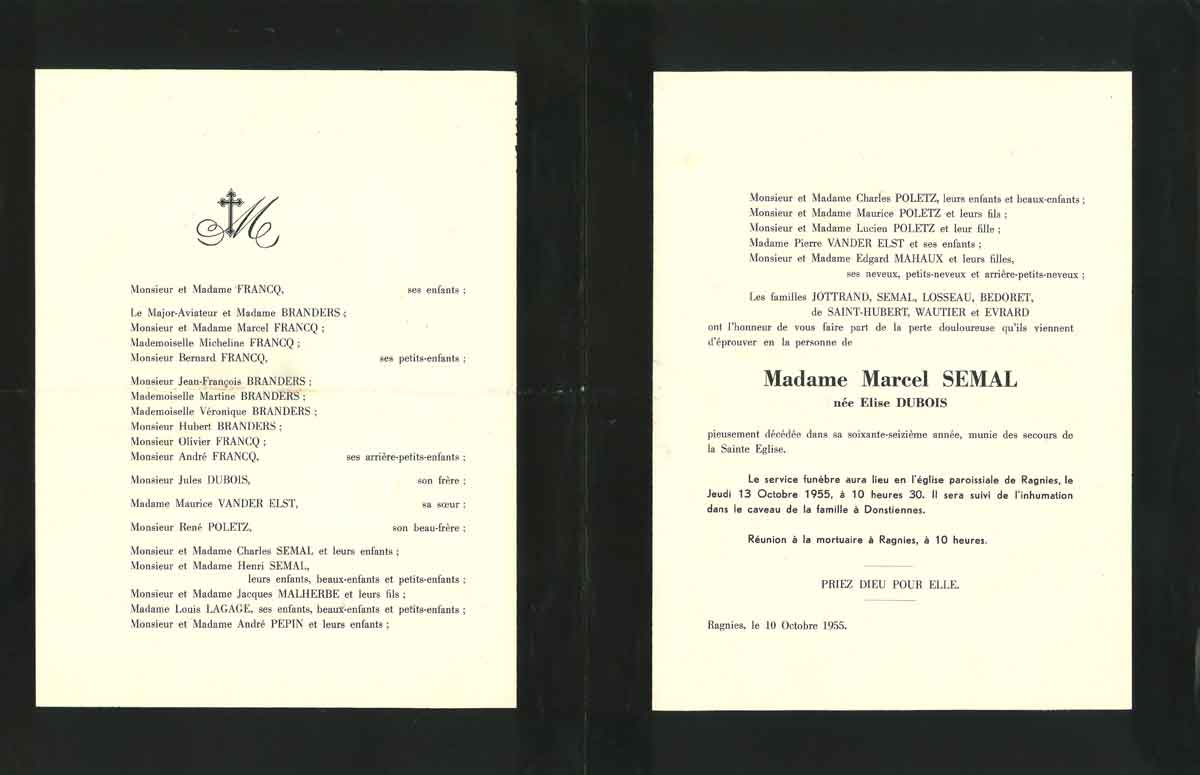 M
Monsieur et Madame FRANCQ, ses enfants ;
Le Major-Aviateur et Madame BRANDERS ;
Monsieur et Madame Marcel FRANCQ ;
Mademoiselle Micheline FRANCQ ;
Monsieur Bernard FRANCQ, ses petits-enfants ;
Monsieur Jean-François BRANDERS ;
Mademoiselle Martine BRANDERS ;
Mademoiselle Véronique BRANDERS ;
Monsieur Hubert BRANDERS ;
Monsieur Olivier FRANCQ ;
Monsieur André FRANCQ, ses arrière-petits-enfants ;
Monsieur Jules DUBOIS, son frère ;
Madame Maurice VANDER ELST, sa sœur ;
Monsieur René POLETZ, son beau-frère ;
Monsieur et Madame Charles SEMAL et leurs enfants ;
Monsieur et Madame Henri SEMAL,
leurs enfants, beaux-enfants et petits-enfants ;
Monsieur et Madame Jacques MALHERBE et leurs fils ;
Madame Louis LAGAGE, ses enfants, beaux-enfants et petits-enfants ;
Monsieur et Madame André PEPIN et leurs enfants ;
Monsieur et Madame Charles POLETZ, leurs enfants et beaux-enfants ;
Monsieur et Madame Maurice POLETZ et leurs fils ;
Monsieur et Madame Lucien POLETZ et leur fille ;
Madame Pierre VANDER ELST et ses enfants ;
Monsieur et Madame Edgard MAHAUX et leurs filles,
ses neveux, petits-neveux et arrière-petits-neveux ;
Les familles JOTTRAND, SEMAL, LOSSEAU, BEDORET,
de SAINT-HUBERT, WAUTIER et EVRARD
ont l'honneur de vous faire part de la perte douloureuse qu'ils viennent
d'éprouver en la personne de
Madame Marcel SEMAL
née Elise DUBOIS
pieusement décédée dans sa soixante-seizième année, munie des secours de
la Sainte Eglise.
Le service funèbre aura lieu en l'église paroissiale de Ragnies, le
Jeudi 13 Octobre 1955, à 10 heures 30. Il sera suivi de l'inhumation
dans le caveau de la famille à Donstiennes.
Réunion à la mortuaire à Ragnies, à 10 heures.
PRIEZ DIEU POUR ELLE.
Ragnies, le 10 Octobre 1955.